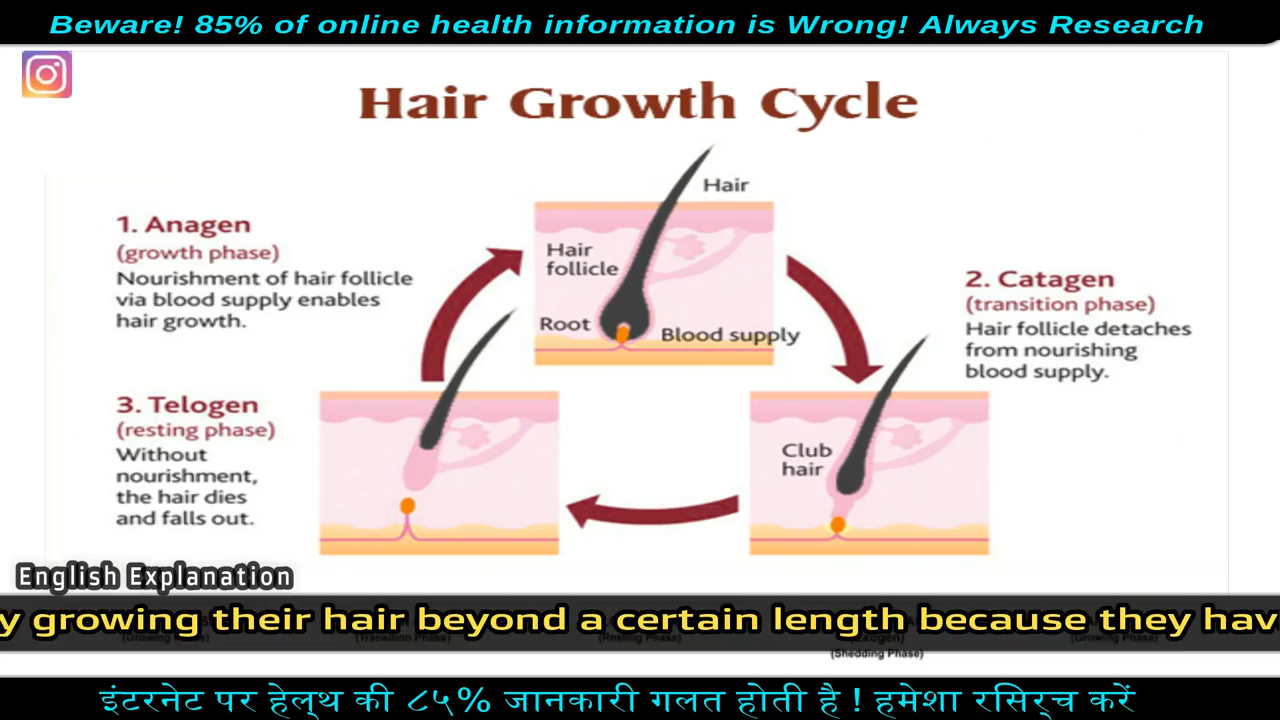 Beware! 85% of online health information is Wrong! Always Research
Hair Growth Cycle
Hair
Hair
follicle
Root
Blood supply
1. Anagen
(growth phase)
Nourishment of hair follicle
via blood supply enables
hair growth.
2. Catagen
(transition phase)
Hair follicle detaches
from nourishing
blood supply.
Club
hair
3. Telogen
(resting phase)
Without
nourishment,
the hair dies
and falls out.
English Explanation
y growing their hair beyond a certain length because they hav
(Shedding Phase)
इंटरनेट पर हेल्थ की ८५% जानकारी गलत होती है ! हमेशा रिसर्च करें